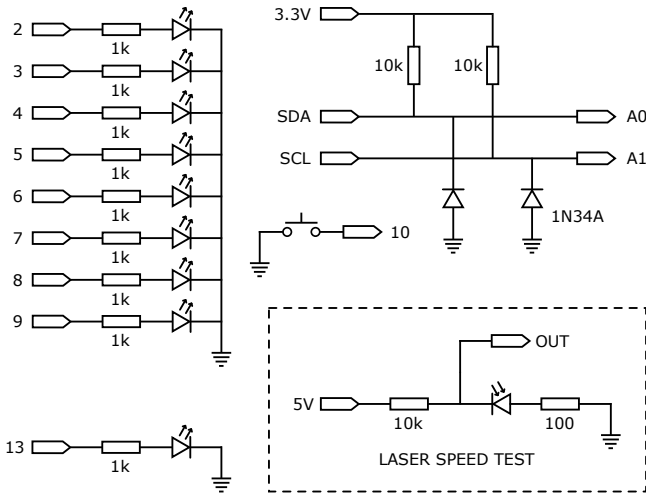 2
1k
3
1k
4
1k
5
1k
6
1k
7
1k
8
1k
9
1k
13
1k
3.3V
10k 10k
SDA A0
SCL A1
1N34A
10
OUT
5V
10k 100
LASER SPEED TEST